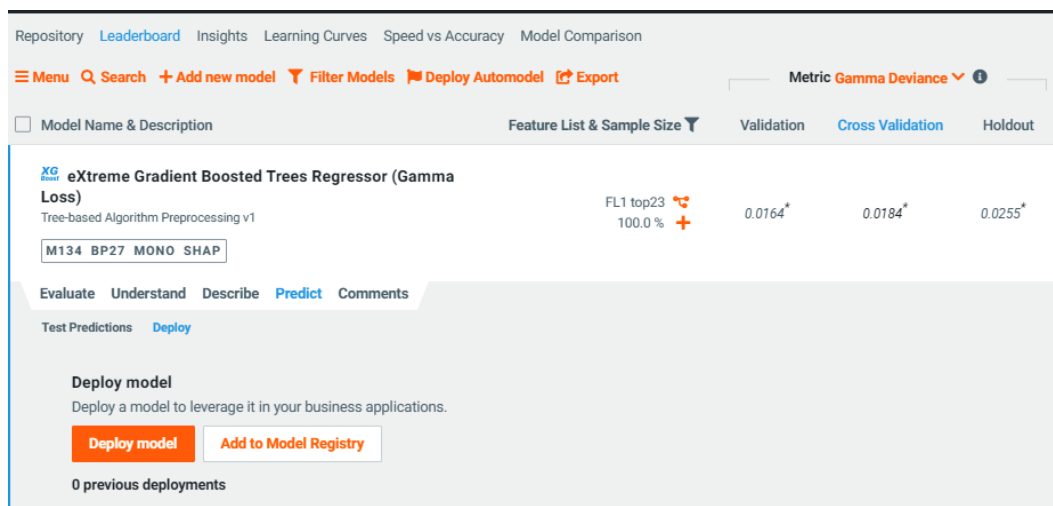 Repository Leaderboard Insights Learning Curves Speed vs Accuracy Model Comparison
Menu Search Add new model Filter Models Deploy Automodel Export
Metric Gamma Deviance
Model Name & Description Feature List & Sample Size Validation Cross Validation Holdout
XG Boost eXtreme Gradient Boosted Trees Regressor (Gamma
Loss)
Tree-based Algorithm Preprocessing v1
FL1 top23
100.0 %
0.0164* 0.0184* 0.0255*
M134 BP27 MONO SHAP
Evaluate Understand Describe Predict Comments
Test Predictions Deploy
Deploy model
Deploy a model to leverage it in your business applications.
Deploy model Add to Model Registry
0 previous deployments